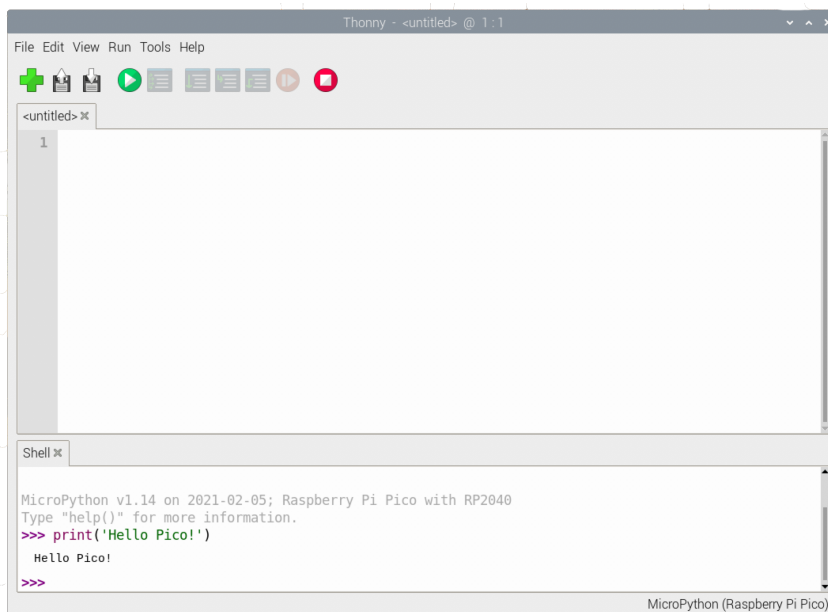 Thonny - <untitled> @ 1:1
File Edit View Run Tools Help
<untitled>
1
Shell
MicroPython v1.14 on 2021-02-05; Raspberry Pi Pico with RP2040
Type "help()" for more information.
>>> print('Hello Pico!')
Hello Pico!
>>>
MicroPython (Raspberry Pi Pico)